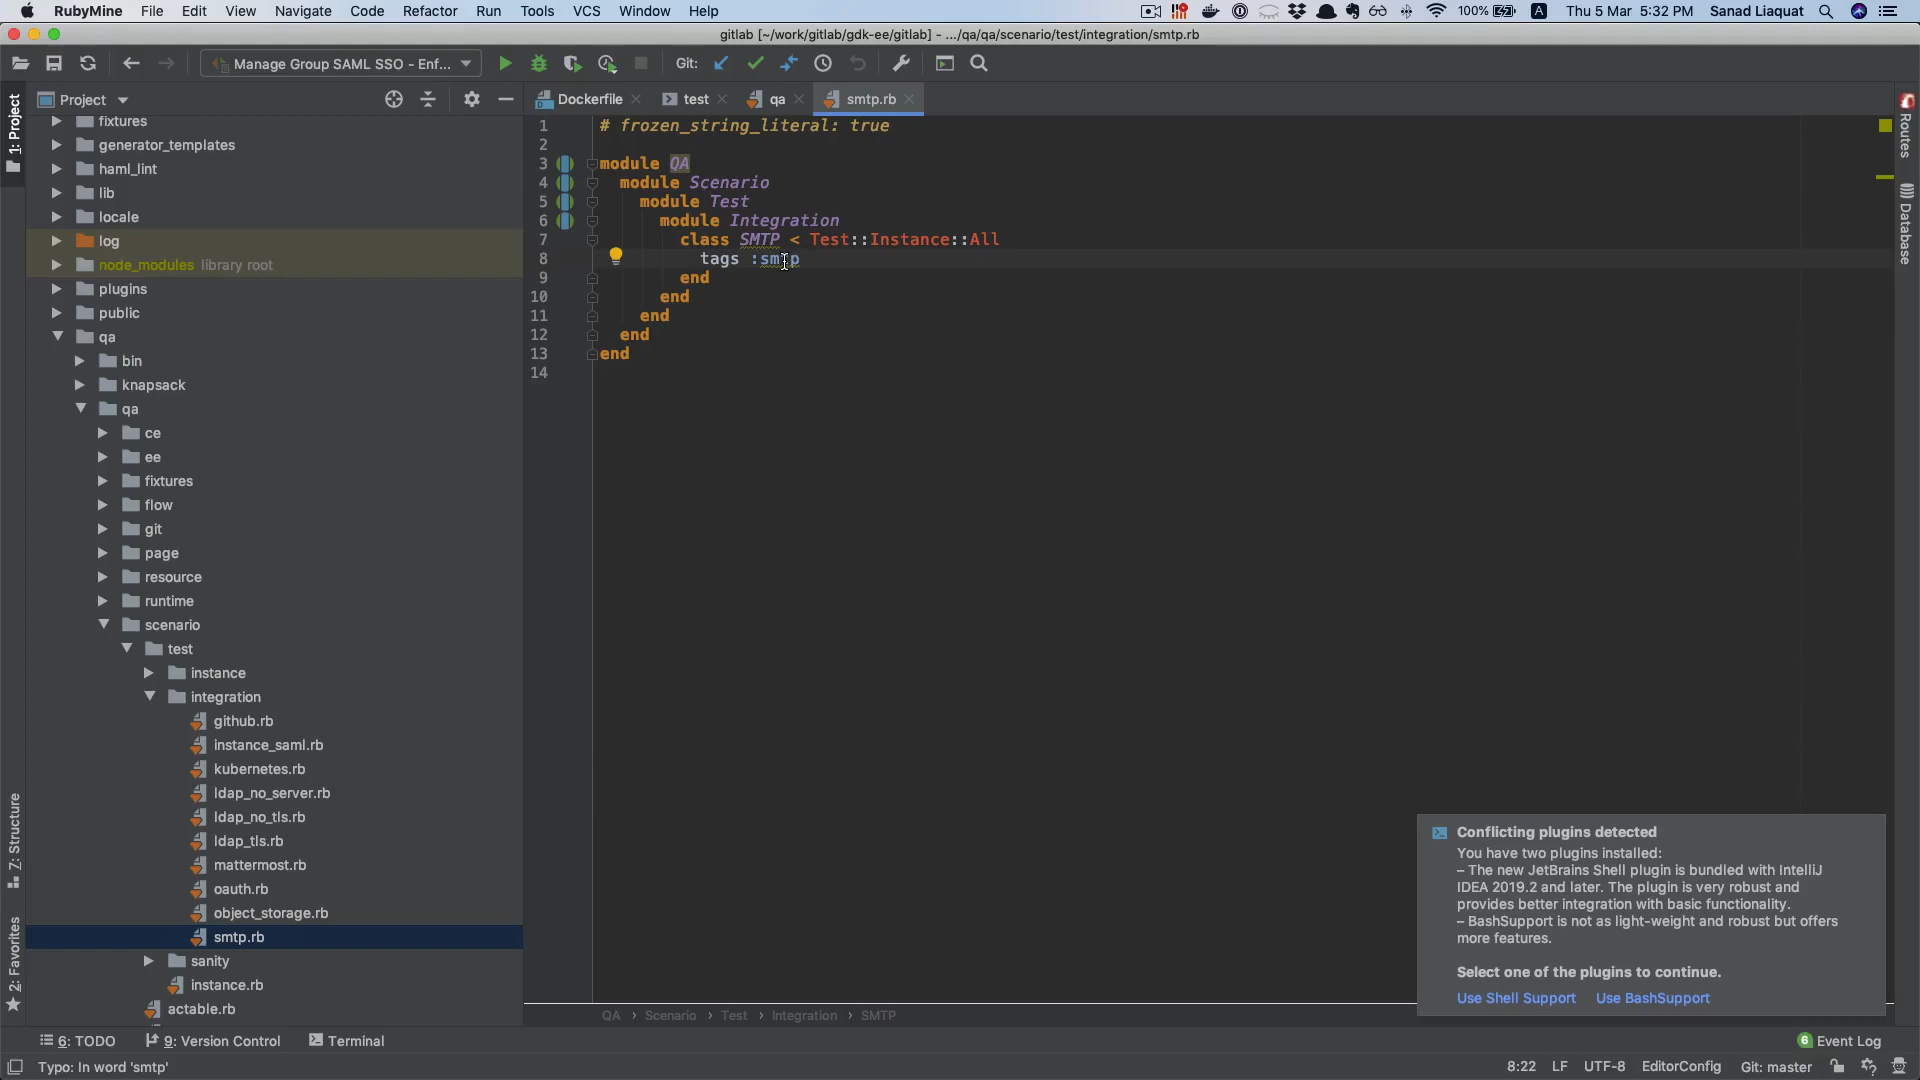 RubyMine File Edit View Navigate Code Refactor Run Tools VCS Window Help 100% A Thu 5 Mar 5:32 PM Sanad Liaquat
gitlab [~/work/gitlab/gdk-ee/gitlab] - .../qa/qa/scenario/test/integration/smtp.rb
Manage Group SAML SSO - Enf... Git:
Project Dockerfile test qa smtp.rb
1: Project
Z: Structure
2: Favorites
Routes
Database
fixtures
generator_templates
haml_lint
lib
locale
log
node_modules library root
plugins
public
qa
bin
knapsack
qa
ce
ee
fixtures
flow
git
page
resource
runtime
scenario
test
instance
integration
github.rb
instance_saml.rb
kubernetes.rb
ldap_no_server.rb
ldap_no_tls.rb
ldap_tls.rb
mattermost.rb
oauth.rb
object_storage.rb
smtp.rb
sanity
instance.rb
actable.rb
1 # frozen_string_literal: true
2
3 module QA
4 module Scenario
5 module Test
6 module Integration
7 class SMTP < Test::Instance::All
8 tags :smtp
9 end
10 end
11 end
12 end
13 end
14
Conflicting plugins detected
You have two plugins installed:
– The new JetBrains Shell plugin is bundled with IntelliJ
IDEA 2019.2 and later. The plugin is very robust and
provides better integration with basic functionality.
– BashSupport is not as light-weight and robust but offers
more features.
Select one of the plugins to continue.
Use Shell Support Use BashSupport
QA › Scenario › Test › Integration › SMTP
6: TODO 9: Version Control Terminal 6 Event Log
Typo: In word 'smtp' 8:22 LF UTF-8 EditorConfig Git: master